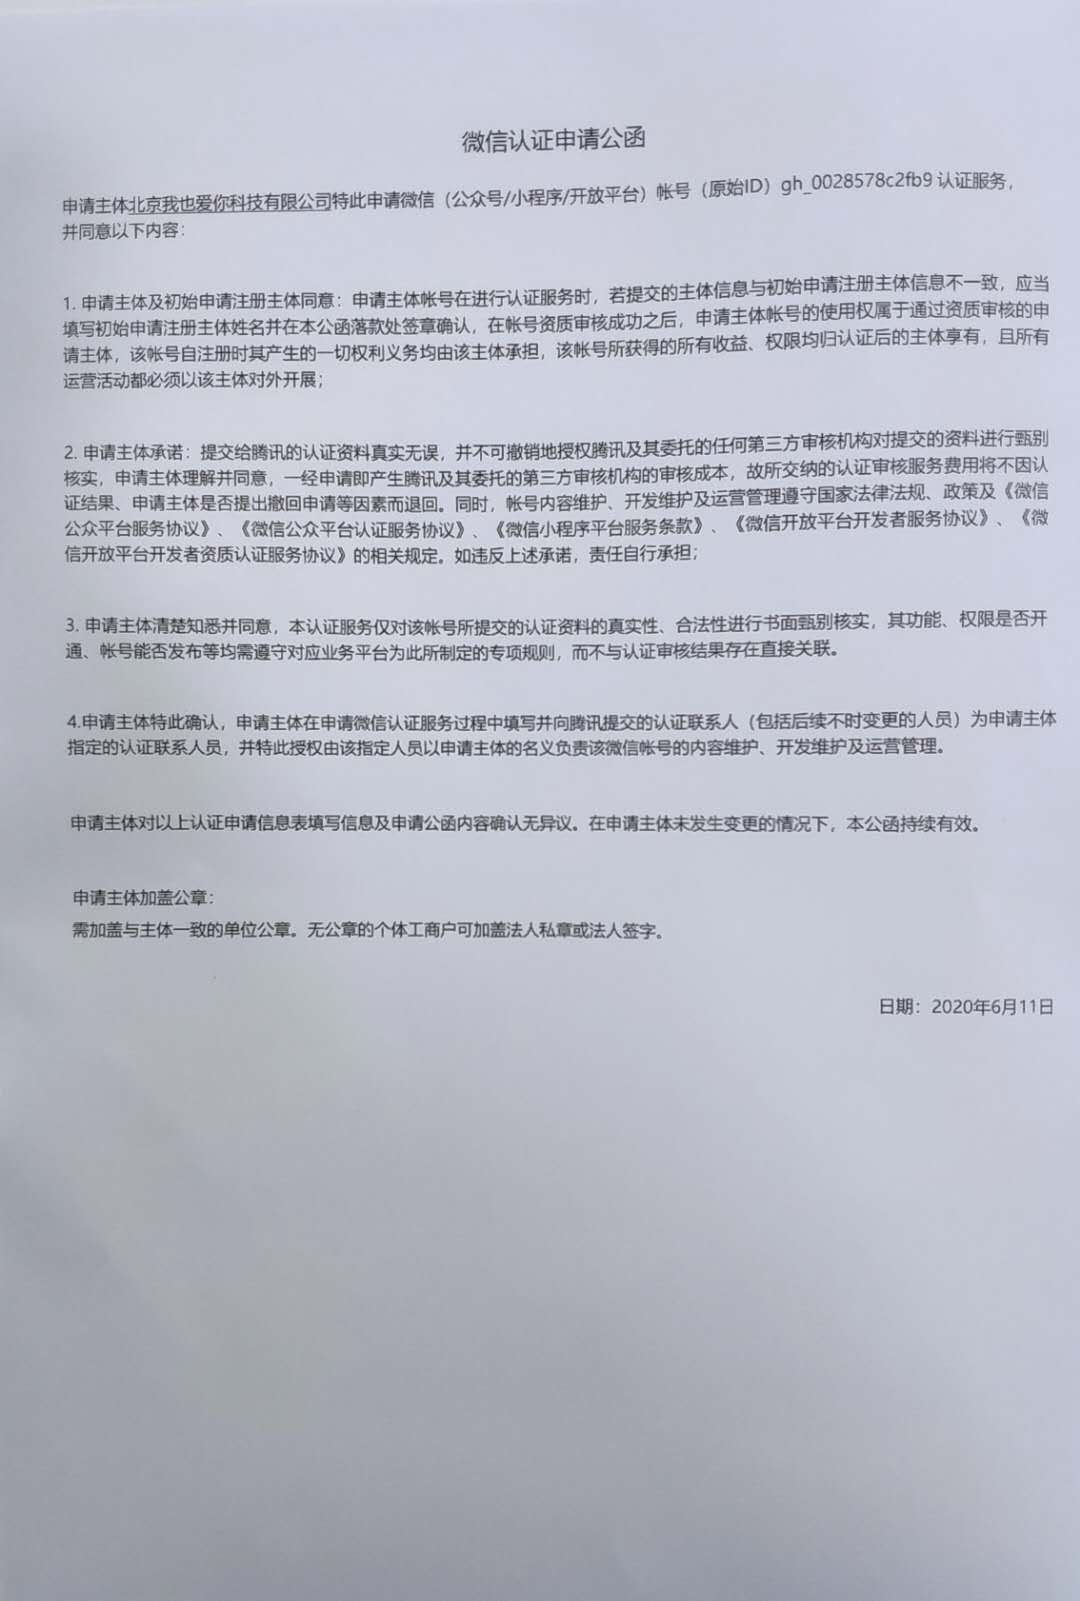 微信认证申请公函
申请主体北京我也爱你科技有限公司特此申请微信（公众号/小程序/开放平台）帐号（原始ID）gh_0028578c2fb9 认证服务，
并同意以下内容：
1. 申请主体及初始申请注册主体同意：申请主体帐号在进行认证服务时，若提交的主体信息与初始申请注册主体信息不一致，应当
填写初始申请注册主体姓名并在本公函落款处签章确认，在帐号资质审核成功之后，申请主体帐号的使用权属于通过资质审核的申
请主体，该帐号自注册时其产生的一切权利义务均由该主体承担，该帐号所获得的所有收益、权限均归认证后的主体享有，且所有
运营活动都必须以该主体对外开展；
2. 申请主体承诺：提交给腾讯的认证资料真实无误，并不可撤销地授权腾讯及其委托的任何第三方审核机构对提交的资料进行甄别
核实，申请主体理解并同意，一经申请即产生腾讯及其委托的第三方审核机构的审核成本，故所交纳的认证审核服务费用将不因认
证结果、申请主体是否提出撤回申请等因素而退回。同时，帐号内容维护、开发维护及运营管理遵守国家法律法规、政策及《微信
公众平台服务协议》、《微信公众平台认证服务协议》、《微信小程序平台服务条款》、《微信开放平台开发者服务协议》、《微
信开放平台开发者资质认证服务协议》的相关规定。如违反上述承诺，责任自行承担；
3. 申请主体清楚知悉并同意，本认证服务仅对该帐号所提交的认证资料的真实性、合法性进行书面甄别核实，其功能、权限是否开
通、帐号能否发布等均需遵守对应业务平台为此所制定的专项规则，而不与认证审核结果存在直接关联。
4.申请主体特此确认，申请主体在申请微信认证服务过程中填写并向腾讯提交的认证联系人（包括后续不时变更的人员）为申请主体
指定的认证联系人员，并特此授权由该指定人员以申请主体的名义负责该微信帐号的内容维护、开发维护及运营管理。
申请主体对以上认证申请信息表填写信息及申请公函内容确认无异议。在申请主体未发生变更的情况下，本公函持续有效。
申请主体加盖公章：
需加盖与主体一致的单位公章。无公章的个体工商户可加盖法人私章或法人签字。
日期：2020年6月11日